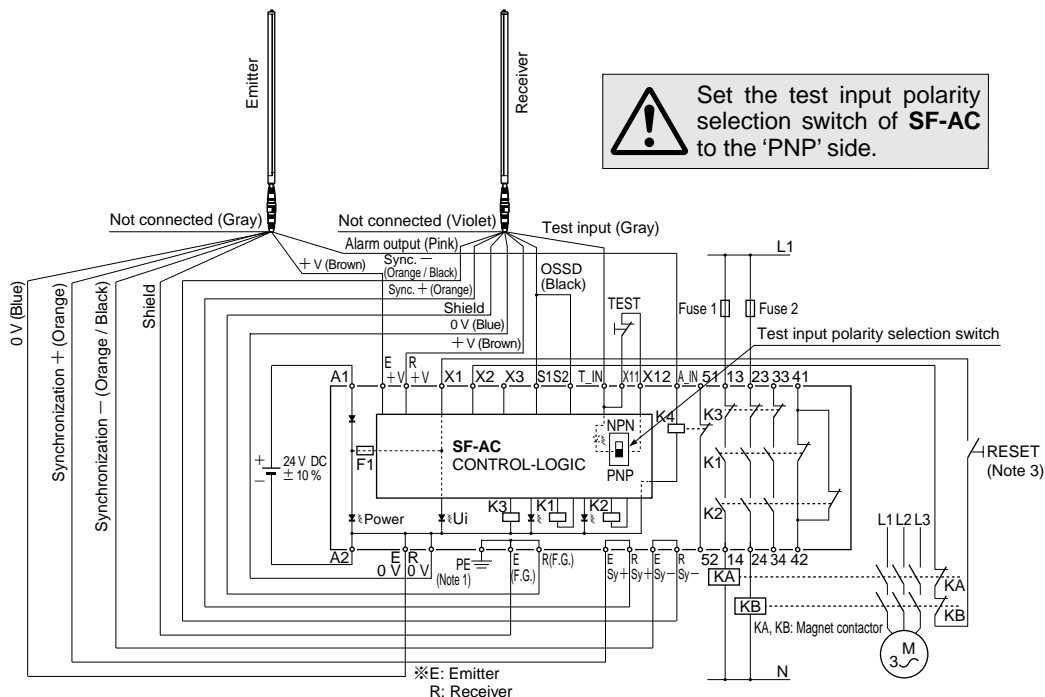 Emitter
Receiver
Set the test input polarity
selection switch of SF-AC
to the 'PNP' side.
Not connected (Gray)
Not connected (Violet)
Test input (Gray)
Alarm output (Pink)
Sync. －
(Orange / Black)
＋V (Brown)
Sync. ＋ (Orange)
OSSD
(Black)
Shield
0 V (Blue)
＋V (Brown)
0 V (Blue)
Synchronization ＋ (Orange)
Synchronization － (Orange / Black)
Shield
TEST
L1
Fuse 1
Fuse 2
Test input polarity selection switch
A1
E
＋V
R
＋V
X1
X2
X3
S1
S2
T_IN
X11
X12
A_IN
51
13
23
33
41
24 V DC
± 10 %
＋
－
F1
SF-AC
CONTROL-LOGIC
NPN
PNP
K4
K3
K1
K2
RESET
(Note 3)
Power
Ui
K3
K1
K2
A2
E
0 V
R
0 V
PE
(Note 1)
E
(F.G.)
R(F.G.)
E
Sy＋
R
Sy＋
E
Sy－
R
Sy－
52
14
24
34
42
L1
L2
L3
KA
KB
KA
KB
KA, KB: Magnet contactor
M
3
N
※E: Emitter
R: Receiver